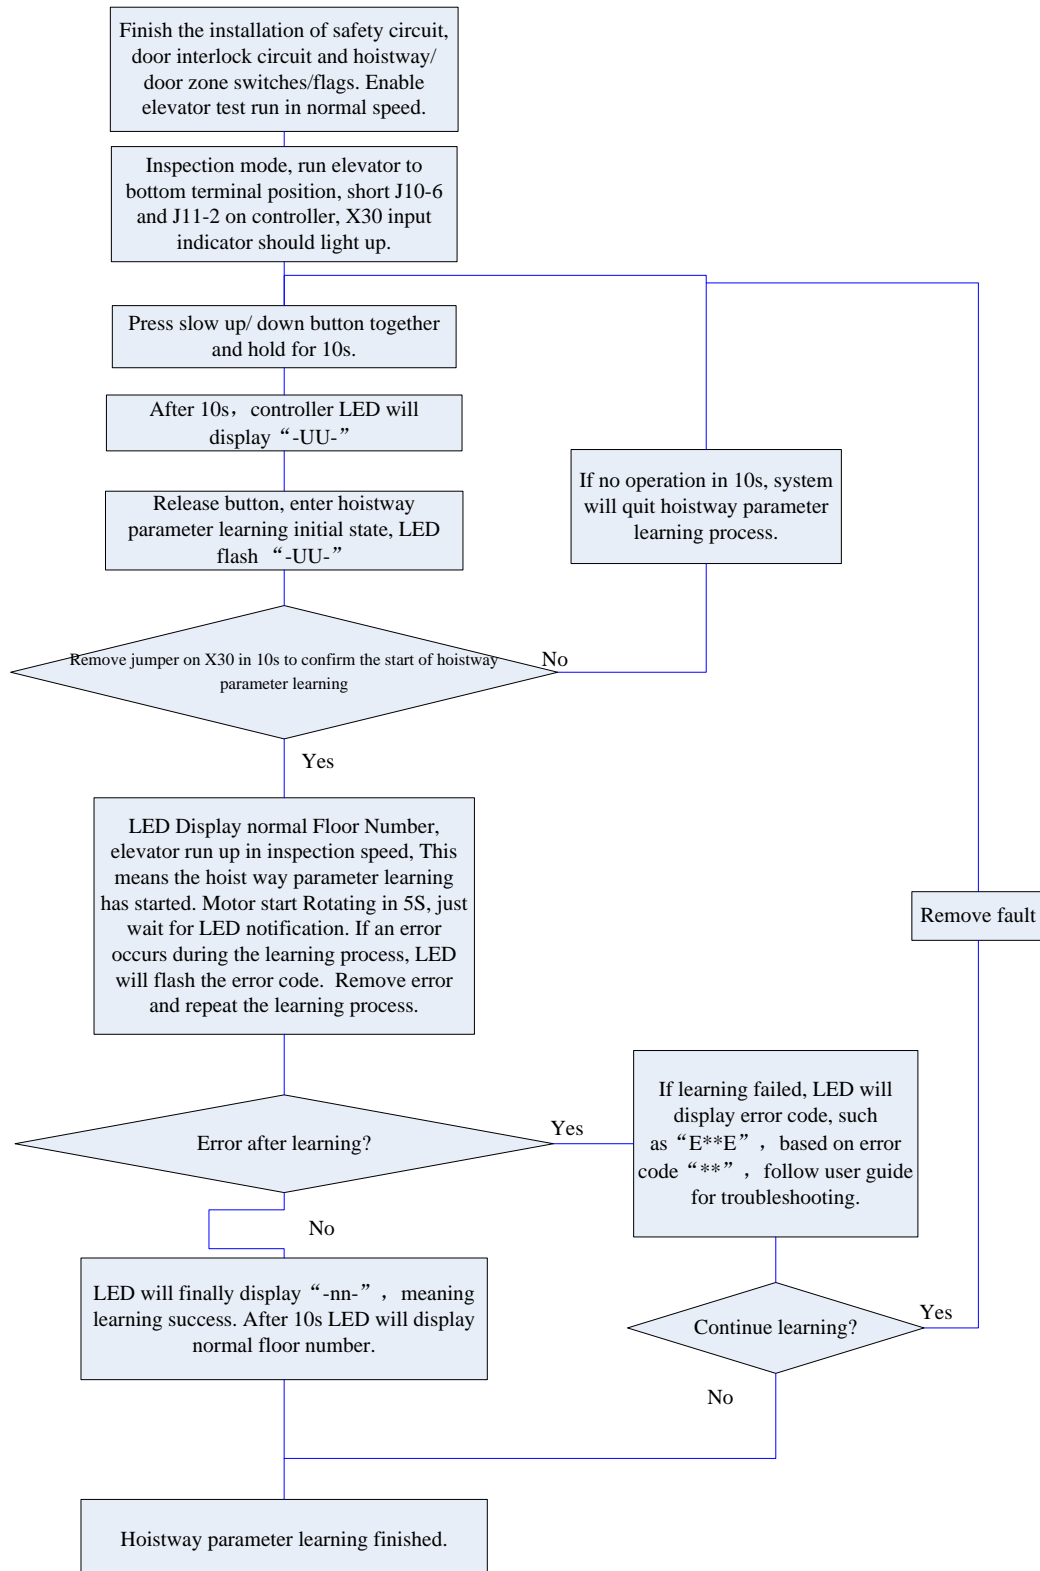 Finish the installation of safety circuit,
door interlock circuit and hoistway/
door zone switches/flags. Enable
elevator test run in normal speed.
Inspection mode, run elevator to
bottom terminal position, short J10-6
and J11-2 on controller, X30 input
indicator should light up.
Press slow up/ down button together
and hold for 10s.
After 10s，controller LED will
display“-UU-”
Release button, enter hoistway
parameter learning initial state, LED
flash “-UU-”
If no operation in 10s, system
will quit hoistway parameter
learning process.
Remove jumper on X30 in 10s to confirm the start of hoistway
parameter learning
No
Yes
LED Display normal Floor Number,
elevator run up in inspection speed, This
means the hoist way parameter learning
has started. Motor start Rotating in 5S, just
wait for LED notification. If an error
occurs during the learning process, LED
will flash the error code.  Remove error
and repeat the learning process.
Remove fault
Error after learning?
Yes
If learning failed, LED will
display error code, such
as“E**E”，based on error
code“**”，follow user guide
for troubleshooting.
No
LED will finally display“-nn-”，meaning
learning success. After 10s LED will display
normal floor number.
Continue learning?
Yes
No
Hoistway parameter learning finished.